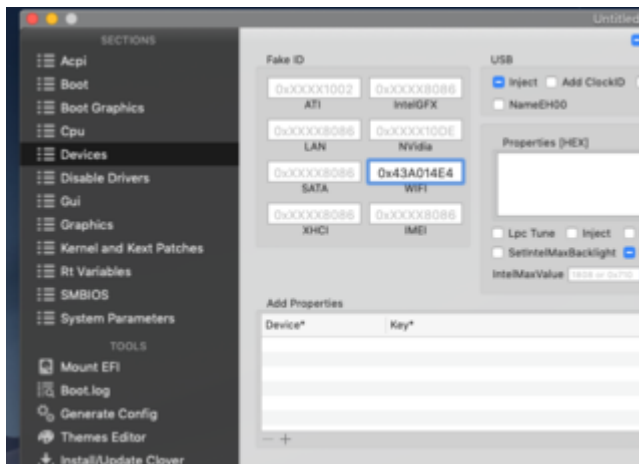 Untitled
SECTIONS
Acpi
Boot
Boot Graphics
Cpu
Devices
Disable Drivers
Gui
Graphics
Kernel and Kext Patches
Rt Variables
SMBIOS
System Parameters
TOOLS
Mount EFI
Boot.log
Generate Config
Themes Editor
Install/Update Clover
Fake ID
0xXXXX1002 0xXXXX8086
ATI IntelGFX
0xXXXX8086 0xXXXX10DE
LAN NVidia
0xXXXX8086 0x43A014E4
SATA WIFI
0xXXXX8086 0xXXXX8086
XHCI IMEI
USB
Inject Add ClockID
NameEH00
Properties [HEX]
Lpc Tune Inject
SetIntelMaxBacklight
IntelMaxValue 1808 or 0x710
Add Properties
Device* Key*